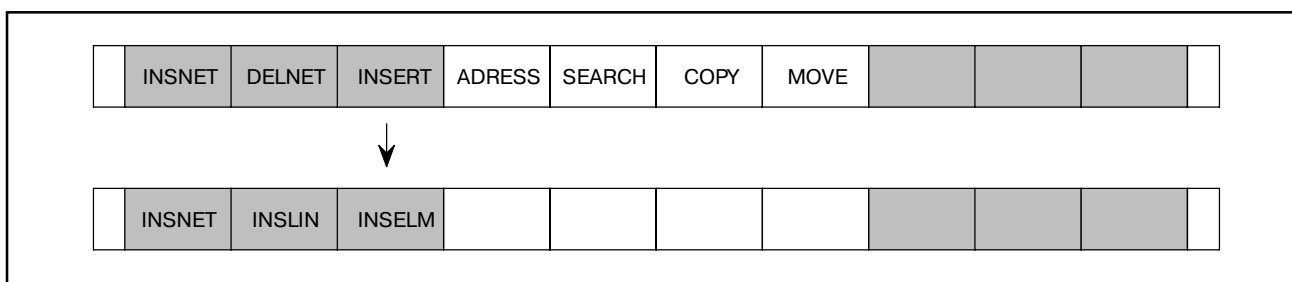 INSNET DELNET INSERT ADRESS SEARCH COPY MOVE
INSNET INSLIN INSELM